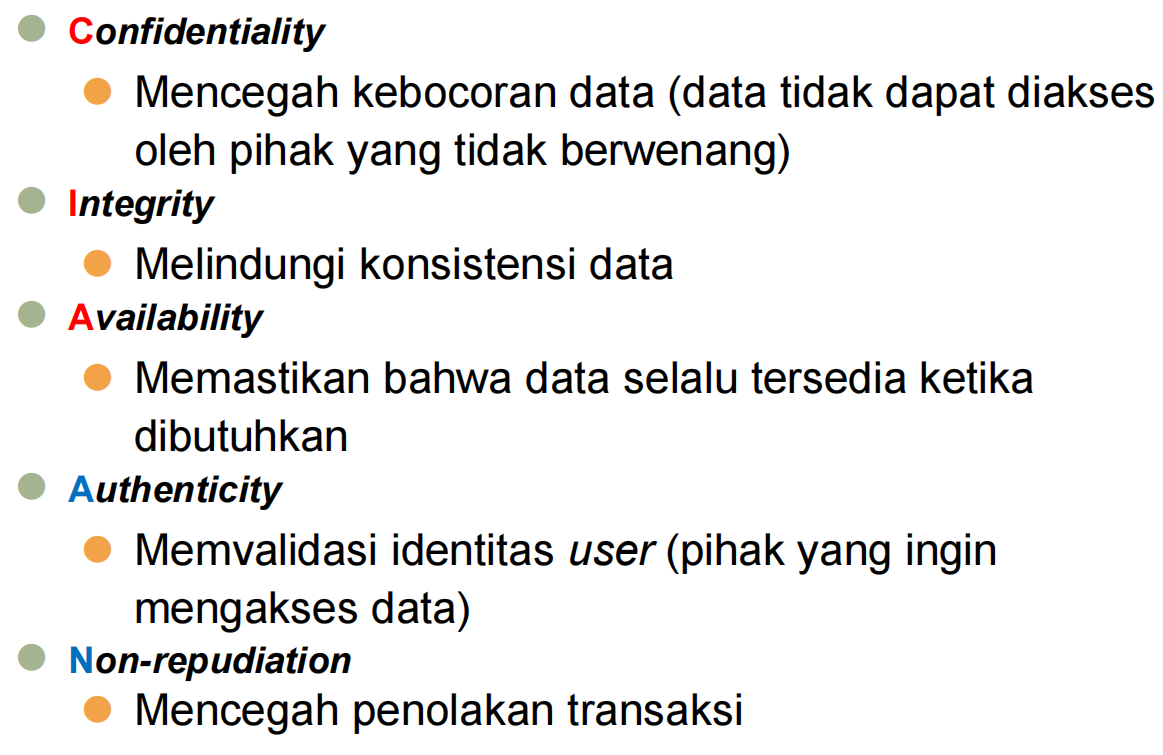 Confidentiality
Mencegah kebocoran data (data tidak dapat diakses
oleh pihak yang tidak berwenang)
Integrity
Melindungi konsistensi data
Availability
Memastikan bahwa data selalu tersedia ketika
dibutuhkan
Authenticity
Memvalidasi identitas user (pihak yang ingin
mengakses data)
Non-repudiation
Mencegah penolakan transaksi